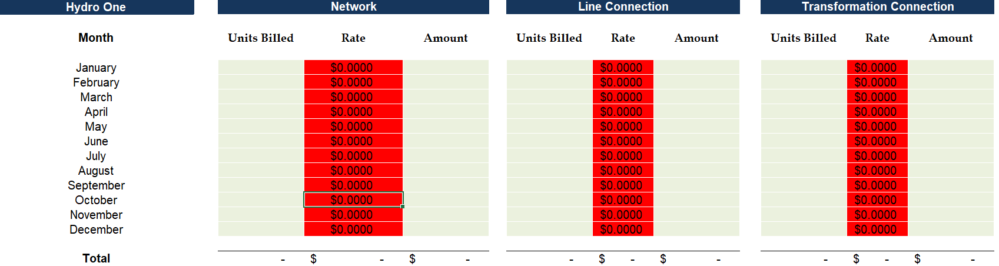 Hydro One Network Line Connection Transformation Connection
Month Units Billed Rate Amount Units Billed Rate Amount Units Billed Rate Amount
January $0.0000 $0.0000 $0.0000
February $0.0000 $0.0000 $0.0000
March $0.0000 $0.0000 $0.0000
April $0.0000 $0.0000 $0.0000
May $0.0000 $0.0000 $0.0000
June $0.0000 $0.0000 $0.0000
July $0.0000 $0.0000 $0.0000
August $0.0000 $0.0000 $0.0000
September $0.0000 $0.0000 $0.0000
October $0.0000 $0.0000 $0.0000
November $0.0000 $0.0000 $0.0000
December $0.0000 $0.0000 $0.0000
Total - $ - $ - - $ - $ - - $ - $ -